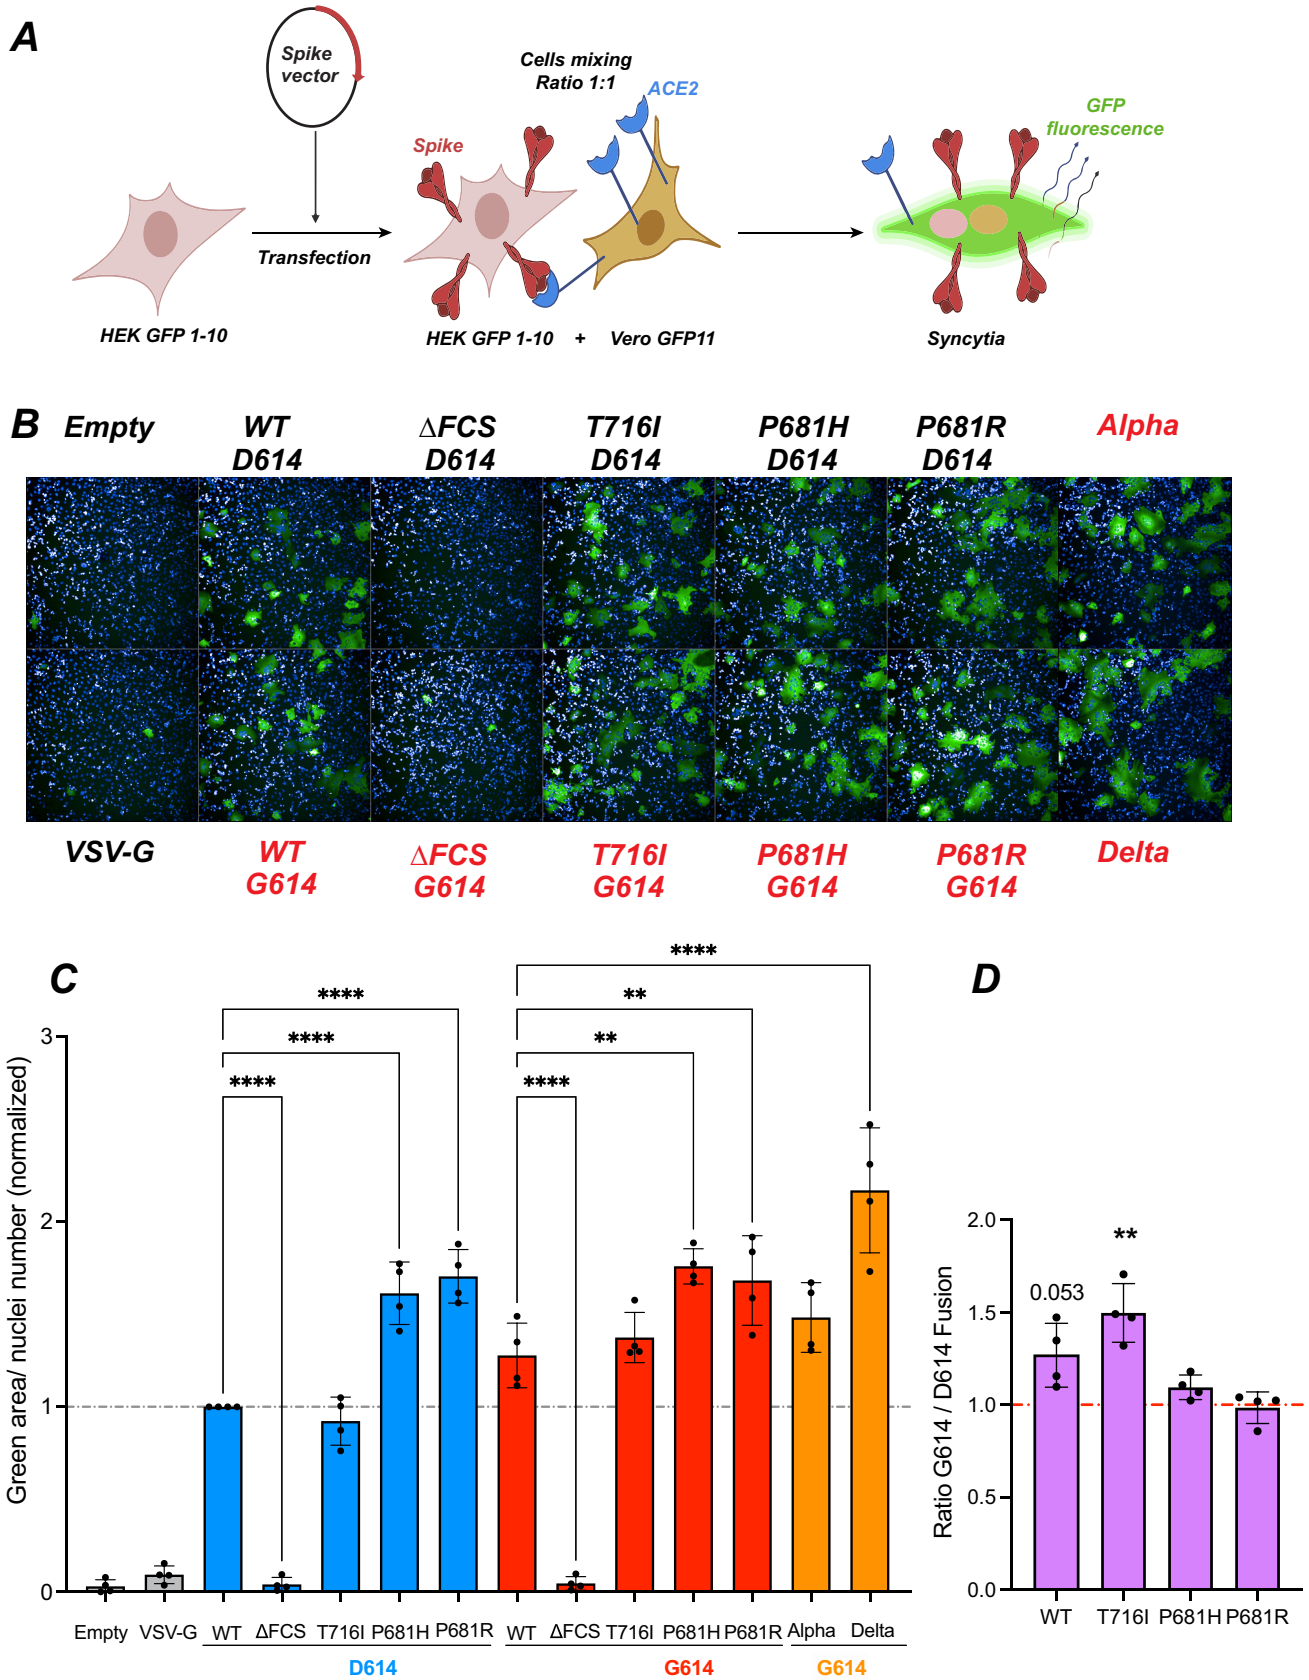 A
Spike
vector
Cells mixing
Ratio 1:1
ACE2
GFP
fluorescence
Spike
Transfection
HEK GFP 1-10
HEK GFP 1-10 + Vero GFP11
Syncytia
B
Empty
WT
D614
ΔFCS
D614
T716I
D614
P681H
D614
P681R
D614
Alpha
VSV-G
WT
G614
ΔFCS
G614
T716I
G614
P681H
G614
P681R
G614
Delta
C
Green area/ nuclei number (normalized)
3
2
1
0
****
****
****
****
**
**
****
Empty
VSV-G
WT
ΔFCS
T716I
P681H
P681R
WT
ΔFCS
T716I
P681H
P681R
Alpha
Delta
D614
G614
G614
D
Ratio G614 / D614 Fusion
2.0
1.5
1.0
0.5
0.0
0.053
**
WT
T716I
P681H
P681R